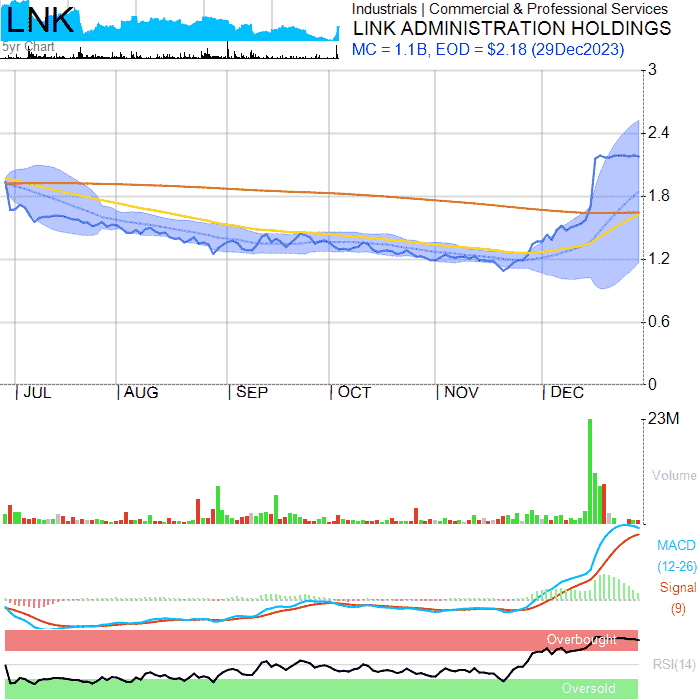 LNK
5yr Chart
Industrials | Commercial & Professional Services
LINK ADMINISTRATION HOLDINGS
MC = 1.1B, EOD = $2.18 (29Dec2023)
3
2.4
1.8
1.2
0.6
0
JUL AUG SEP OCT NOV DEC
23M
Volume
MACD
(12-26)
Signal
(9)
Overbought
RSI(14)
Oversold